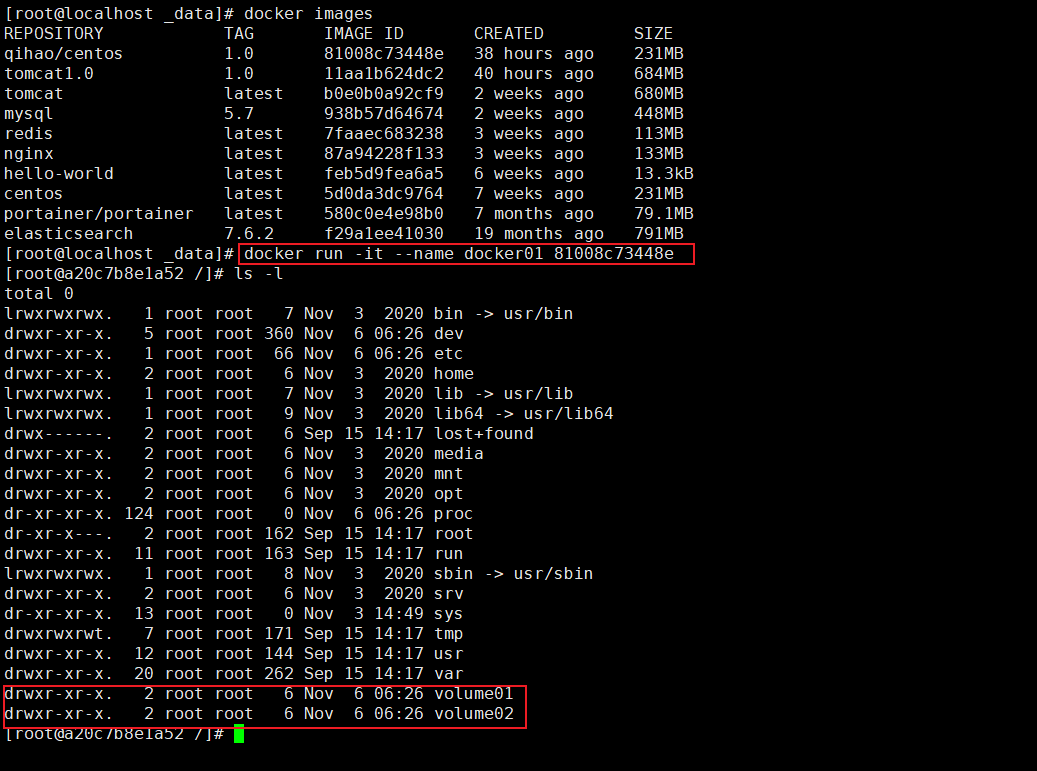 [root@localhost _data]# docker images
REPOSITORY            TAG       IMAGE ID       CREATED         SIZE
qihao/centos          1.0       81008c73448e   38 hours ago    231MB
tomcat1.0             1.0       11aa1b624dc2   40 hours ago    684MB
tomcat                latest    b0e0b0a92cf9   2 weeks ago     680MB
mysql                 5.7       938b57d64674   2 weeks ago     448MB
redis                 latest    7faaec683238   3 weeks ago     113MB
nginx                 latest    87a94228f133   3 weeks ago     133MB
hello-world           latest    feb5d9fea6a5   6 weeks ago     13.3kB
centos                latest    5d0da3dc9764   7 weeks ago     231MB
portainer/portainer   latest    580c0e4e98b0   7 months ago    79.1MB
elasticsearch         7.6.2     f29a1ee41030   19 months ago   791MB
[root@localhost _data]# docker run -it --name docker01 81008c73448e
[root@a20c7b8e1a52 /]# ls -l
total 0
lrwxrwxrwx.   1 root root   7 Nov  3  2020 bin -> usr/bin
drwxr-xr-x.   5 root root 360 Nov  6 06:26 dev
drwxr-xr-x.   1 root root  66 Nov  6 06:26 etc
drwxr-xr-x.   2 root root   6 Nov  3  2020 home
lrwxrwxrwx.   1 root root   7 Nov  3  2020 lib -> usr/lib
lrwxrwxrwx.   1 root root   9 Nov  3  2020 lib64 -> usr/lib64
drwx------.   2 root root   6 Sep 15 14:17 lost+found
drwxr-xr-x.   2 root root   6 Nov  3  2020 media
drwxr-xr-x.   2 root root   6 Nov  3  2020 mnt
drwxr-xr-x.   2 root root   6 Nov  3  2020 opt
dr-xr-xr-x. 124 root root   0 Nov  6 06:26 proc
dr-xr-x---.   2 root root 162 Sep 15 14:17 root
drwxr-xr-x.  11 root root 163 Sep 15 14:17 run
lrwxrwxrwx.   1 root root   8 Nov  3  2020 sbin -> usr/sbin
drwxr-xr-x.   2 root root   6 Nov  3  2020 srv
dr-xr-xr-x.  13 root root   0 Nov  3 14:49 sys
drwxrwxrwt.   7 root root 171 Sep 15 14:17 tmp
drwxr-xr-x.  12 root root 144 Sep 15 14:17 usr
drwxr-xr-x.  20 root root 262 Sep 15 14:17 var
drwxr-xr-x.   2 root root   6 Nov  6 06:26 volume01
drwxr-xr-x.   2 root root   6 Nov  6 06:26 volume02
[root@a20c7b8e1a52 /]#